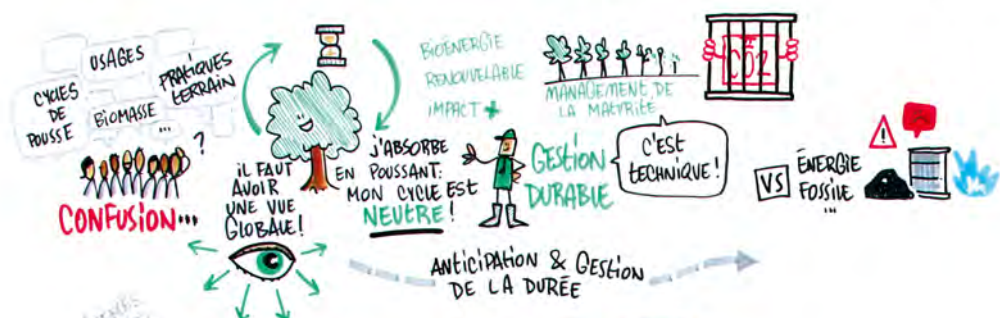 USAGES
CYCLES
DE
POUSSE
PRATIQUES
TERRAIN
BIOMASSE
...
?
CONFUSION...
IL FAUT
AVOIR
UNE VUE
GLOBALE!
J'ABSORBE
EN POUSSANT:
MON CYCLE EST
NEUTRE!
BIOÉNERGIE
RENOUVELABLE
IMPACT +
MANAGEMENT DE
LA MATURITÉ
CO2
GESTION
DURABLE
C'EST
TECHNIQUE!
VS
ÉNERGIE
FOSSILE
...
!
ANTICIPATION & GESTION
DE LA DURÉE